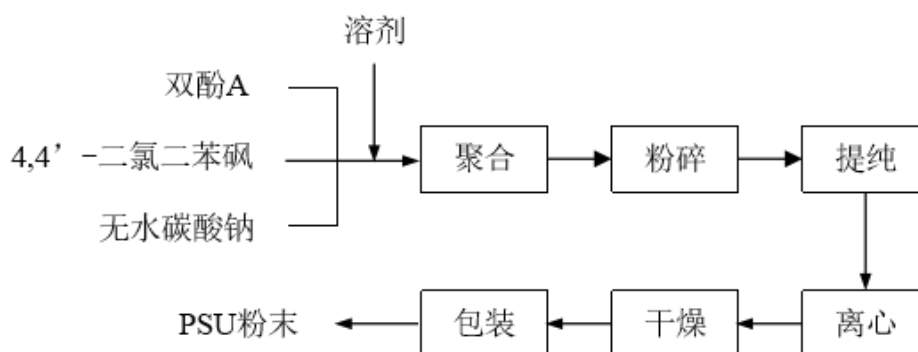 溶剂
双酚A
4,4’-二氯二苯砜
无水碳酸钠
聚合
粉碎
提纯
PSU粉末
包装
干燥
离心